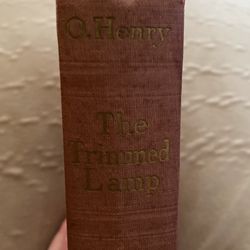 O. Henry
The
Trimmed
Lamp